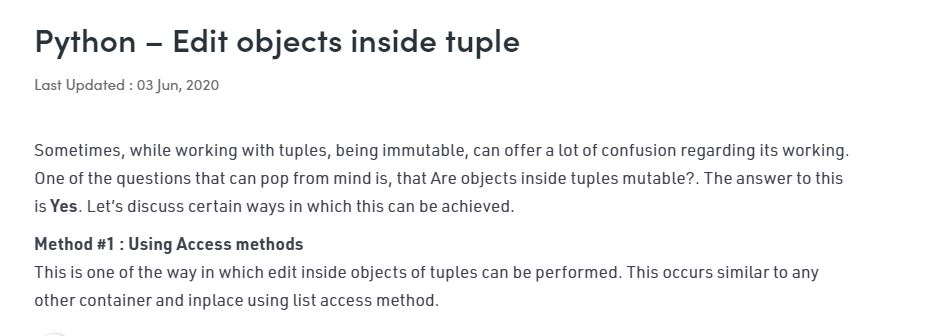 Python – Edit objects inside tuple
Last Updated : 03 Jun, 2020
Sometimes, while working with tuples, being immutable, can offer a lot of confusion regarding its working.
One of the questions that can pop from mind is, that Are objects inside tuples mutable?. The answer to this
is Yes. Let’s discuss certain ways in which this can be achieved.
Method #1 : Using Access methods
This is one of the way in which edit inside objects of tuples can be performed. This occurs similar to any
other container and inplace using list access method.